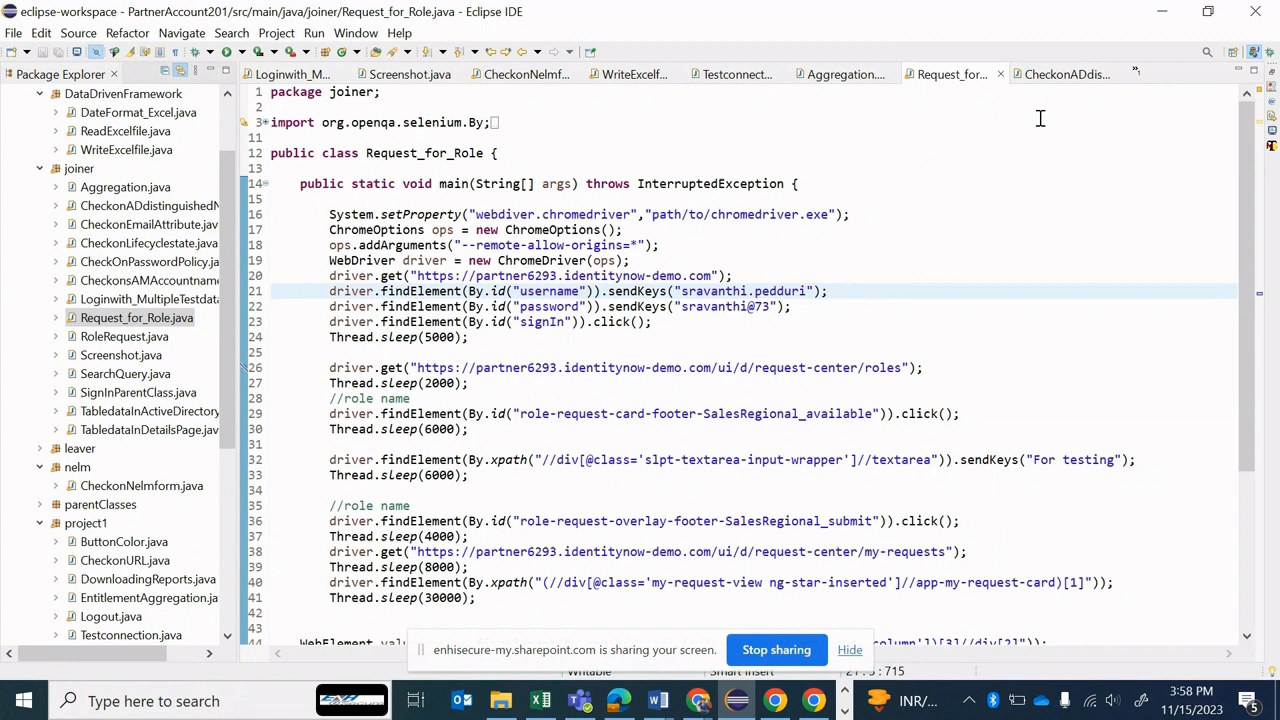 eclipse-workspace - PartnerAccount201/src/main/java/joiner/Request_for_Role.java - Eclipse IDE
File Edit Source Refactor Navigate Search Project Run Window Help
Package Explorer
Loginwith_M... Screenshot.java CheckonNelmf... WriteExcelf... Testconnect... Aggregation.... Request_for_... CheckonADdis...
DataDrivenFramework
DateFormat_Excel.java
ReadExcelfile.java
WriteExcelfile.java
joiner
Aggregation.java
CheckonADdistinguishedN
CheckonEmailAttribute.java
CheckonLifecyclestate.java
CheckOnPasswordPolicy.ja
CheckonsAMAccountname
Loginwith_MultipleTestdata
Request_for_Role.java
RoleRequest.java
Screenshot.java
SearchQuery.java
SignInParentClass.java
TabledataInActiveDirectory
TabledataInDetailsPage.jav
leaver
nelm
CheckonNelmform.java
parentClasses
project1
ButtonColor.java
CheckonURL.java
DownloadingReports.java
EntitlementAggregation.ja
Logout.java
Testconnection.java
1 package joiner;
2
3 import org.openqa.selenium.By;
11
12 public class Request_for_Role {
13
14 public static void main(String[] args) throws InterruptedException {
15
16 System.setProperty("webdiver.chromedriver","path/to/chromedriver.exe");
17 ChromeOptions ops = new ChromeOptions();
18 ops.addArguments("--remote-allow-origins=*");
19 WebDriver driver = new ChromeDriver(ops);
20 driver.get("https://partner6293.identitynow-demo.com");
21 driver.findElement(By.id("username")).sendKeys("sravanthi.pedduri");
22 driver.findElement(By.id("password")).sendKeys("sravanthi@73");
23 driver.findElement(By.id("signIn")).click();
24 Thread.sleep(5000);
25
26 driver.get("https://partner6293.identitynow-demo.com/ui/d/request-center/roles");
27 Thread.sleep(2000);
28 //role name
29 driver.findElement(By.id("role-request-card-footer-SalesRegional_available")).click();
30 Thread.sleep(6000);
31
32 driver.findElement(By.xpath("//div[@class='slpt-textarea-input-wrapper']//textarea")).sendKeys("For testing");
33 Thread.sleep(6000);
34
35 //role name
36 driver.findElement(By.id("role-request-overlay-footer-SalesRegional_submit")).click();
37 Thread.sleep(4000);
38 driver.get("https://partner6293.identitynow-demo.com/ui/d/request-center/my-requests");
39 Thread.sleep(8000);
40 driver.findElement(By.xpath("(//div[@class='my-request-view ng-star-inserted']//app-my-request-card)[1]"));
41 Thread.sleep(30000);
42
43
enhisecure-my.sharepoint.com is sharing your screen. Stop sharing Hide
Writable Smart Insert 21 : 5 : 715
Type here to search
INR/...
3:58 PM
11/15/2023
5